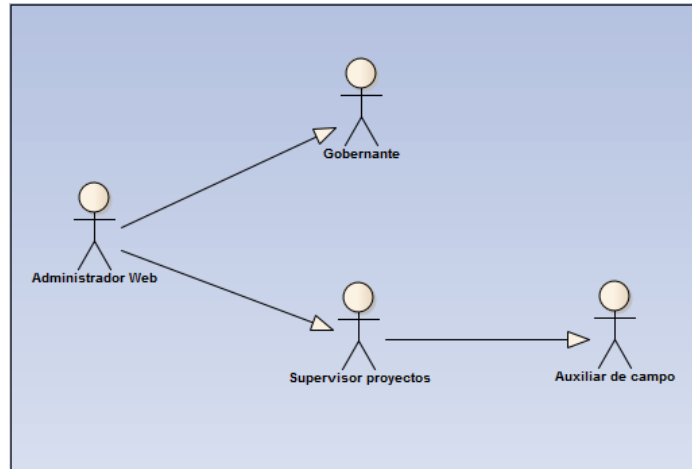 Gobernante
Administrador Web
Supervisor proyectos
Auxiliar de campo